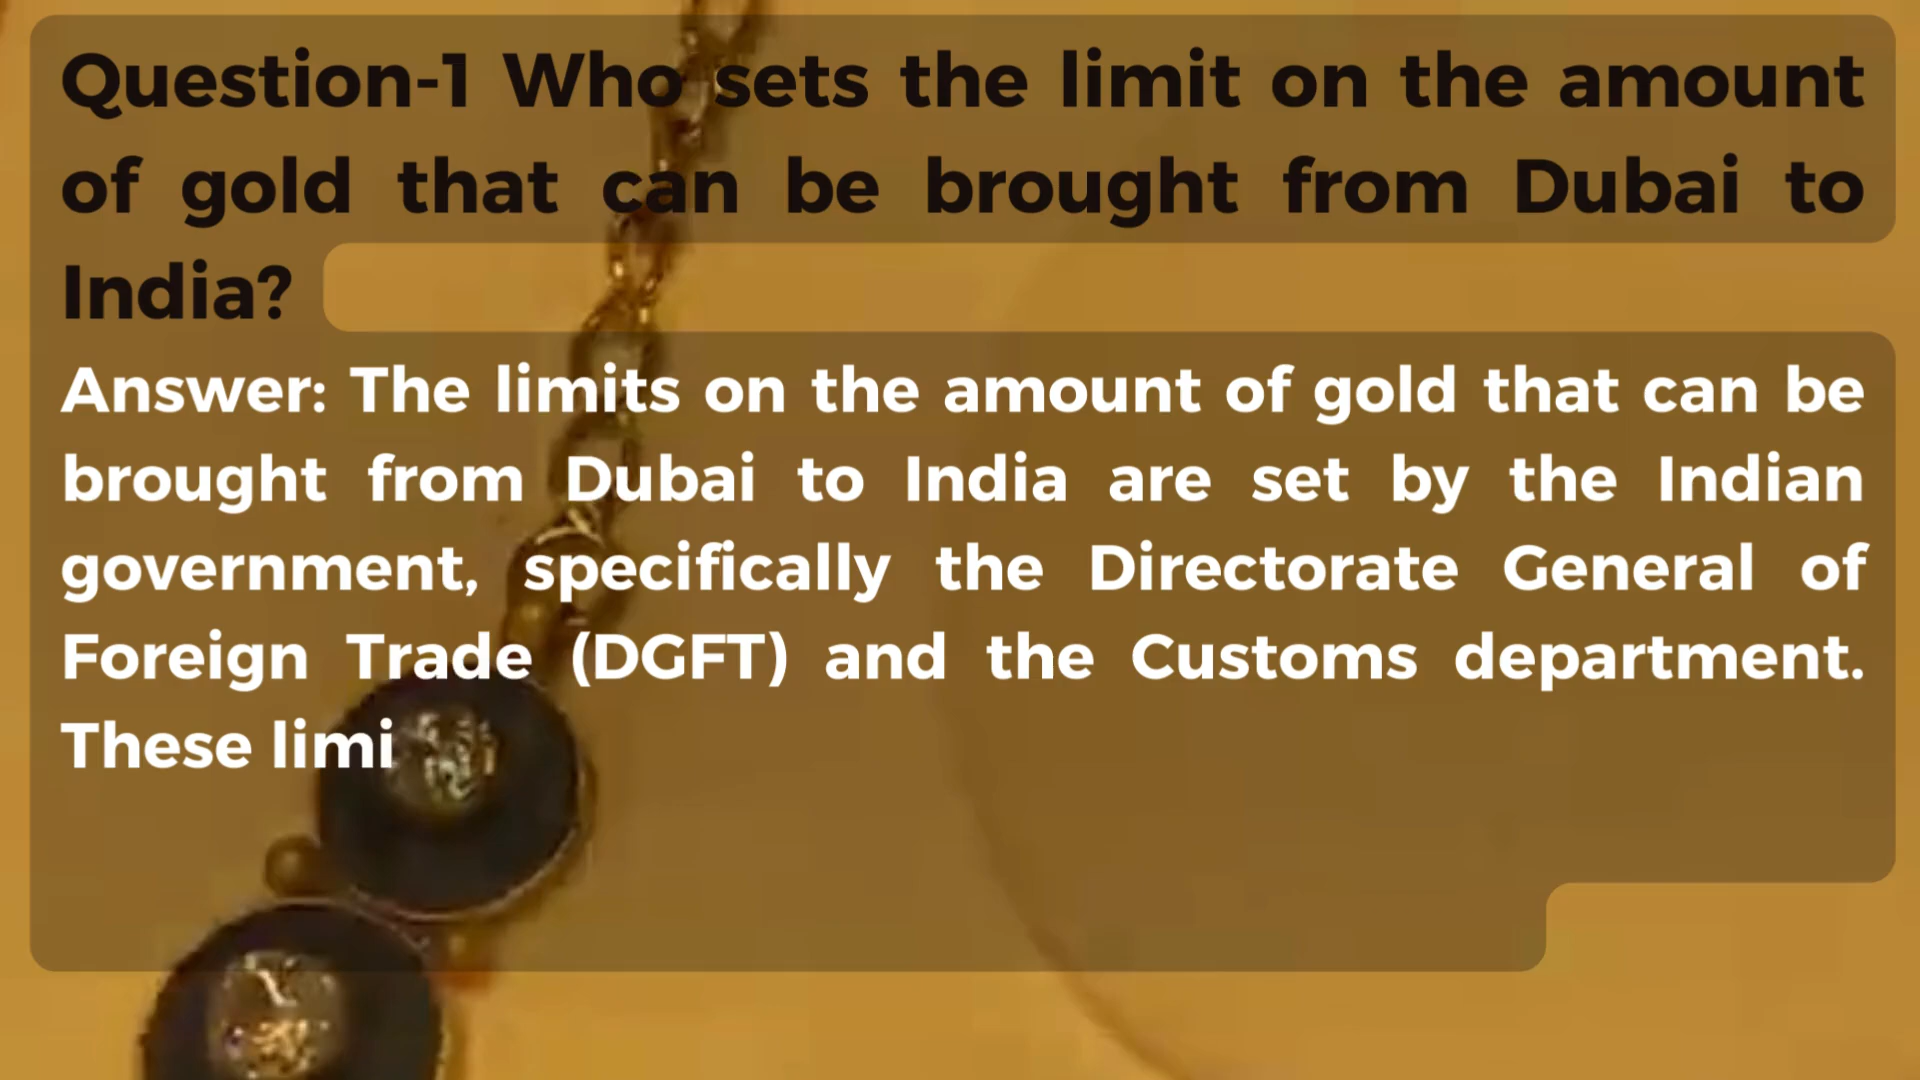 Question-1 Who sets the limit on the amount
of gold that can be brought from Dubai to
India?
Answer: The limits on the amount of gold that can be
brought from Dubai to India are set by the Indian
government, specifically the Directorate General of
Foreign Trade (DGFT) and the Customs department.
These limi